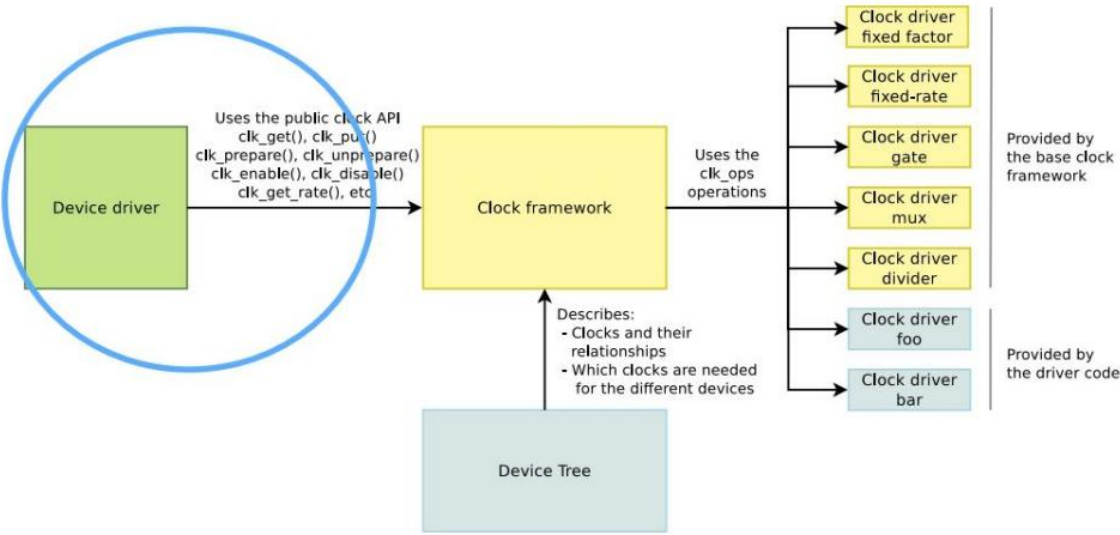 Device driver
Uses the public clock API
clk_get(), clk_put()
clk_prepare(), clk_unprepare()
clk_enable(), clk_disable()
clk_get_rate(), etc
Clock framework
Describes:
- Clocks and their
relationships
- Which clocks are needed
for the different devices
Device Tree
Uses the
clk_ops
operations
Clock driver
fixed factor
Clock driver
fixed-rate
Clock driver
gate
Clock driver
mux
Clock driver
divider
Clock driver
foo
Clock driver
bar
Provided by
the base clock
framework
Provided by
the driver code